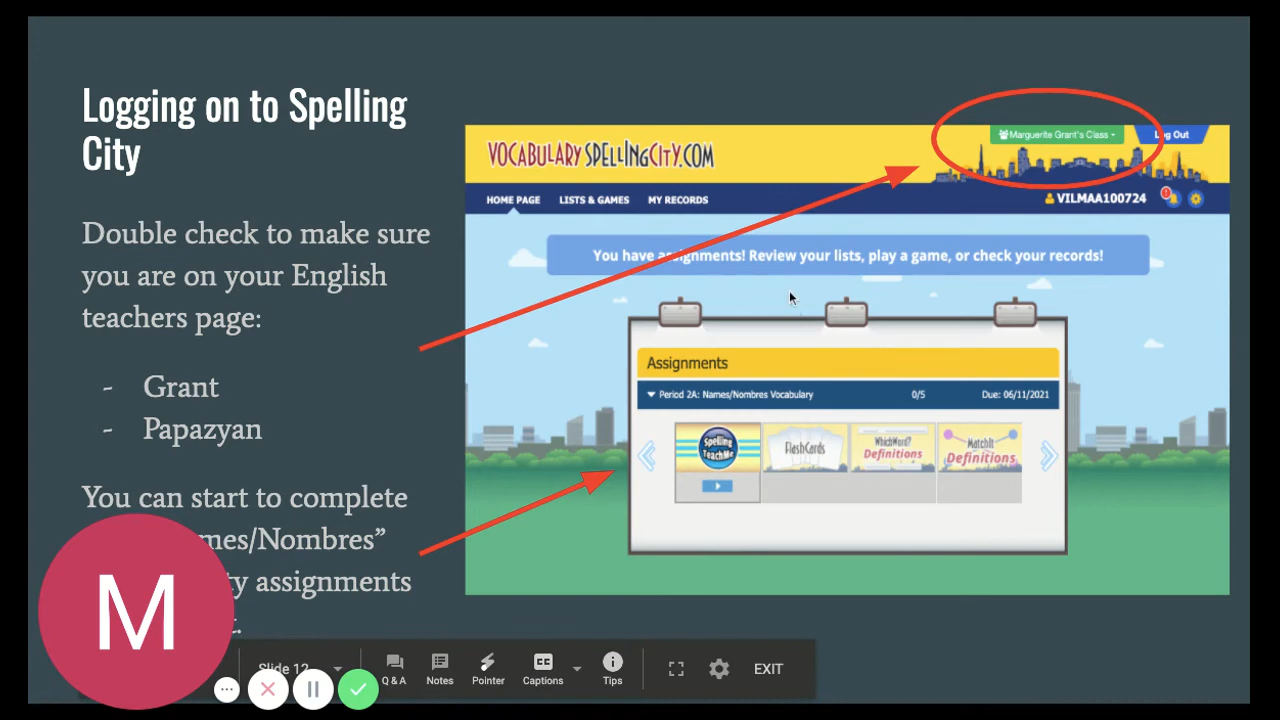 Logging on to Spelling
City
Double check to make sure
you are on your English
teachers page:
- Grant
- Papazyan
You can start to complete
mes/Nombres”
ty assignments
t.
VOCABULARY SPELLINGCITY.COM
Marguerite Grant's Class
Log Out
HOME PAGE LISTS & GAMES MY RECORDS
VILMAA100724
You have assignments! Review your lists, play a game, or check your records!
Assignments
Period 2A: Names/Nombres Vocabulary 0/5 Due: 06/11/2021
Spelling
TeachMe
FlashCards
WhichWord?
Definitions
MatchIt
Definitions
M
Slide 12
Q & A
Notes
Pointer
CC
Captions
Tips
EXIT